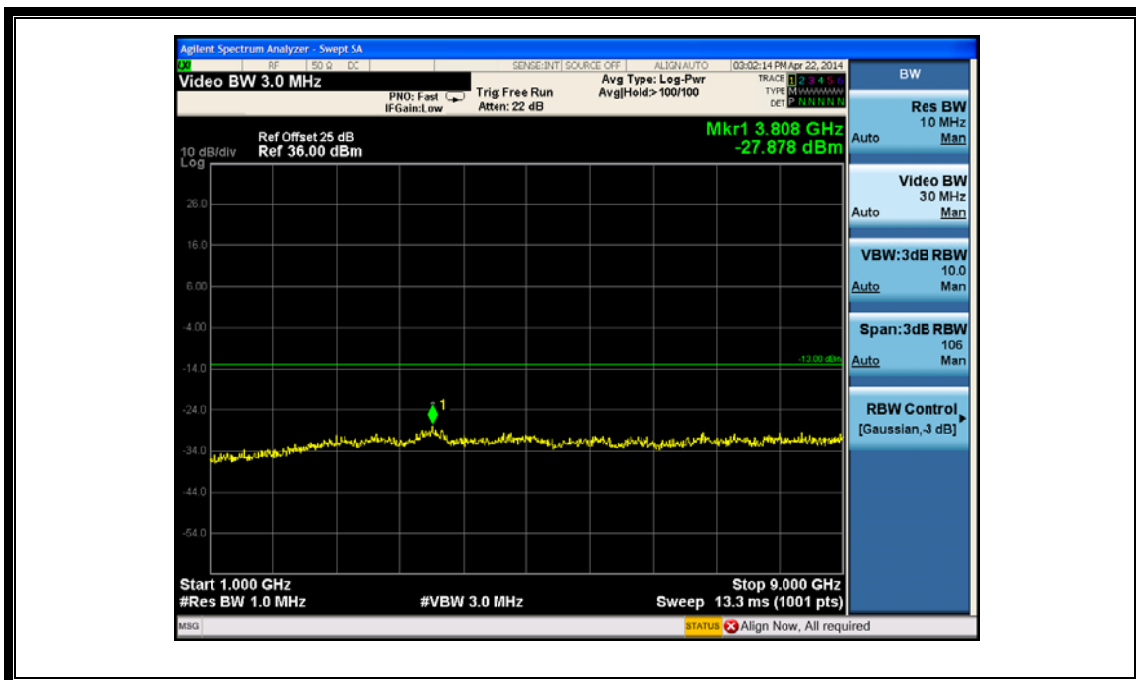 Agilent Spectrum Analyzer - Swept SA
LXI RF 50 Ω DC SENSE:INT SOURCE OFF ALIGN AUTO 03:02:14 PM Apr 22, 2014
Video BW 3.0 MHz
PNO: Fast
IFGain:Low
Trig: Free Run
Atten: 22 dB
Avg Type: Log-Pwr
Avg|Hold:> 100/100
TRACE 1 2 3 4 5 6
TYPE M WWWWW
DET P N N N N N
Ref Offset 25 dB
10 dB/div Ref 36.00 dBm
Log
Mkr1 3.808 GHz
-27.878 dBm
26.0
16.0
6.00
-4.00
-13.00 dBm
-14.0
-24.0
1
-34.0
-44.0
-54.0
Start 1.000 GHz
Stop 9.000 GHz
#Res BW 1.0 MHz
#VBW 3.0 MHz
Sweep 13.3 ms (1001 pts)
MSG
STATUS Align Now, All required
BW
Res BW
10 MHz
Auto Man
Video BW
30 MHz
Auto Man
VBW:3dB RBW
10.0
Auto Man
Span:3dB RBW
106
Auto Man
RBW Control
[Gaussian,-3 dB]